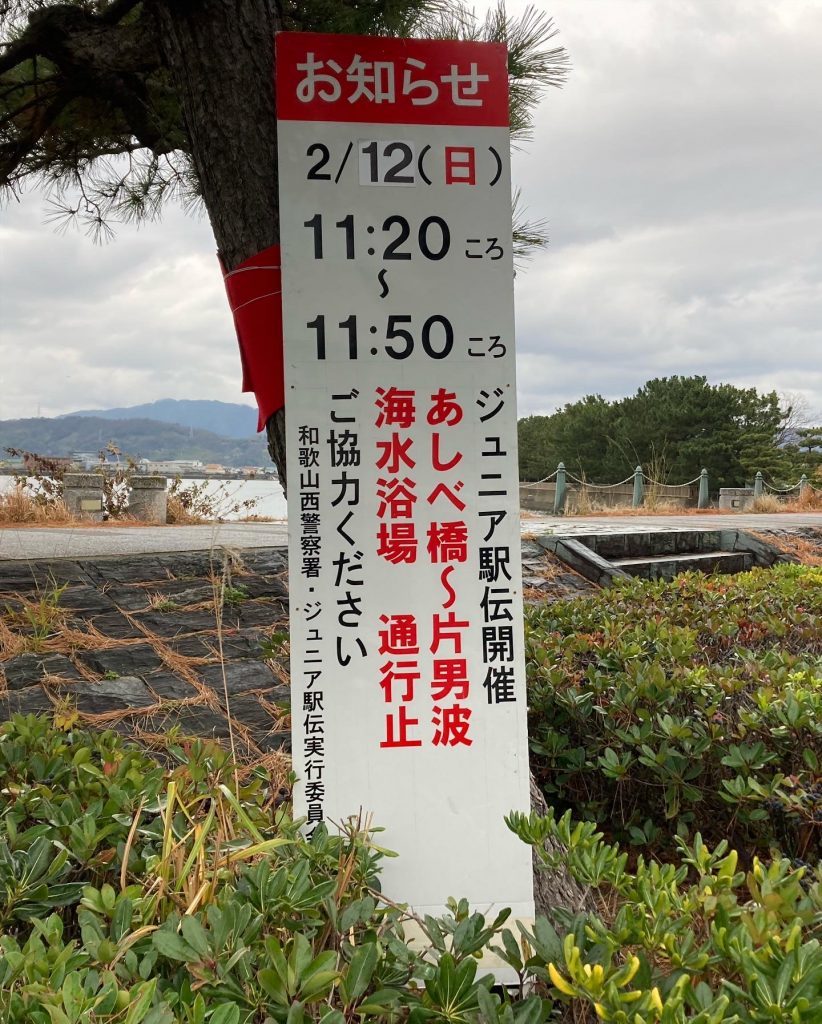 お知らせ
2/12(日)
11:20ころ
～
11:50ころ
ジュニア駅伝開催
あしべ橋～片男波
海水浴場 通行止
ご協力ください
和歌山西警察署・ジュニア駅伝実行委員会